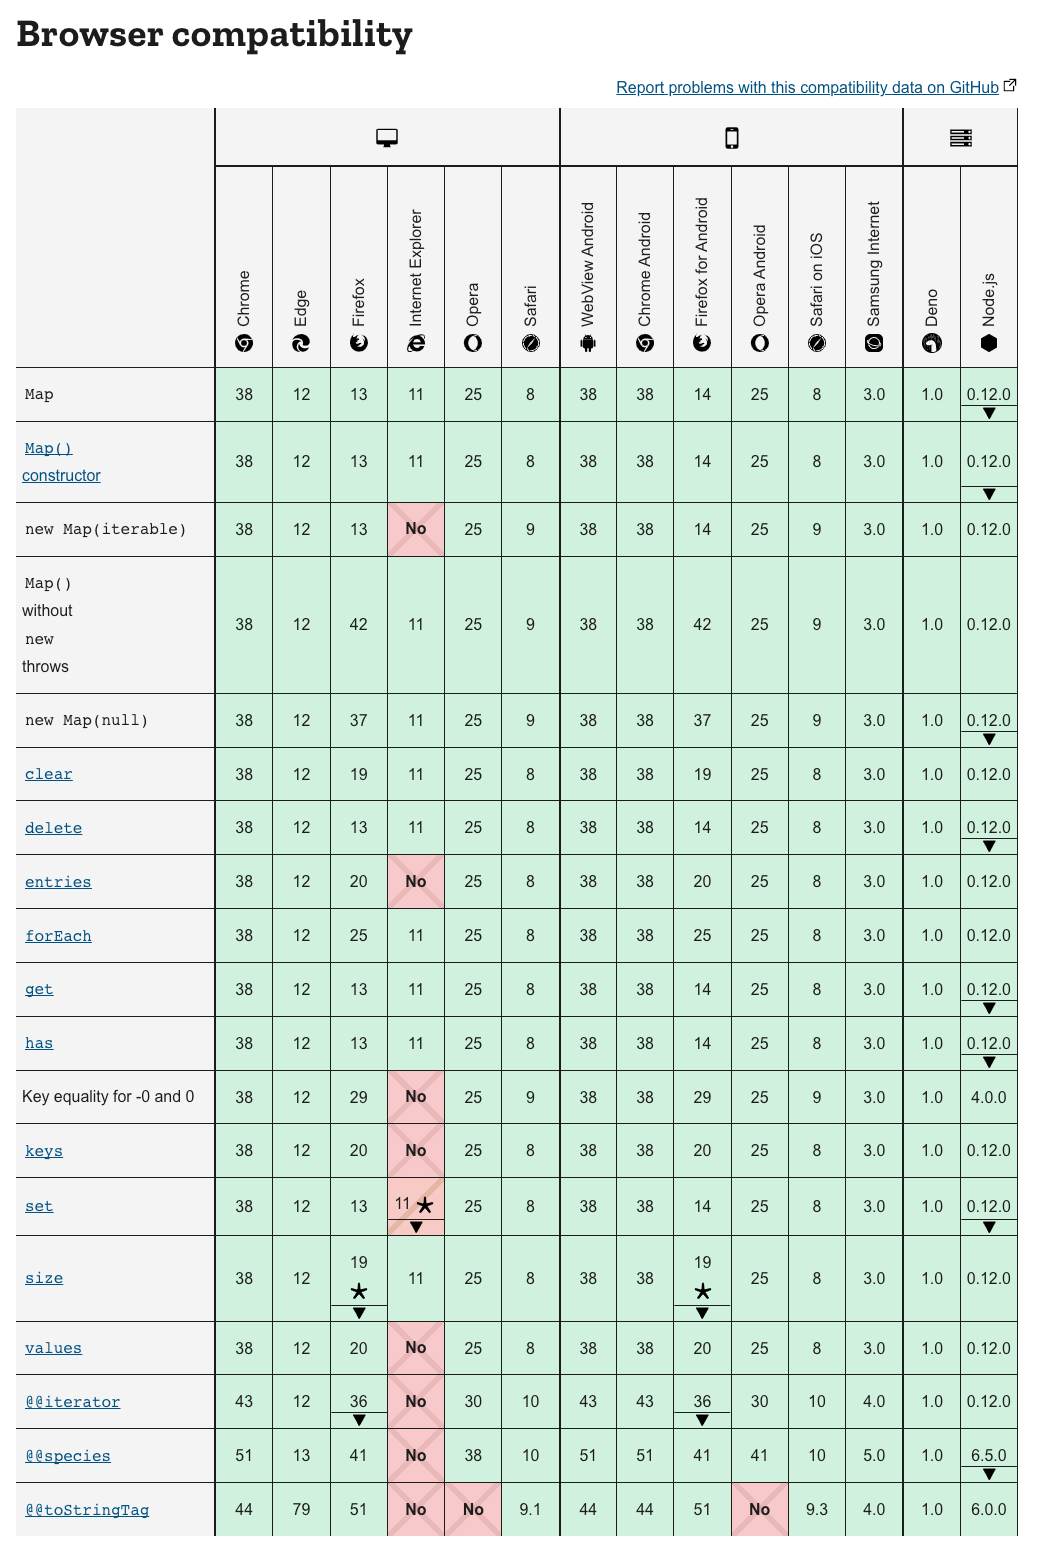 Browser compatibility
Report problems with this compatibility data on GitHub
Chrome
Edge
Firefox
Internet Explorer
Opera
Safari
WebView Android
Chrome Android
Firefox for Android
Opera Android
Safari on iOS
Samsung Internet
Deno
Node.js
Map 38 12 13 11 25 8 38 38 14 25 8 3.0 1.0 0.12.0
Map()
constructor 38 12 13 11 25 8 38 38 14 25 8 3.0 1.0 0.12.0
new Map(iterable) 38 12 13 No 25 9 38 38 14 25 9 3.0 1.0 0.12.0
Map()
without
new
throws 38 12 42 11 25 9 38 38 42 25 9 3.0 1.0 0.12.0
new Map(null) 38 12 37 11 25 9 38 38 37 25 9 3.0 1.0 0.12.0
clear 38 12 19 11 25 8 38 38 19 25 8 3.0 1.0 0.12.0
delete 38 12 13 11 25 8 38 38 14 25 8 3.0 1.0 0.12.0
entries 38 12 20 No 25 8 38 38 20 25 8 3.0 1.0 0.12.0
forEach 38 12 25 11 25 8 38 38 25 25 8 3.0 1.0 0.12.0
get 38 12 13 11 25 8 38 38 14 25 8 3.0 1.0 0.12.0
has 38 12 13 11 25 8 38 38 14 25 8 3.0 1.0 0.12.0
Key equality for -0 and 0 38 12 29 No 25 9 38 38 29 25 9 3.0 1.0 4.0.0
keys 38 12 20 No 25 8 38 38 20 25 8 3.0 1.0 0.12.0
set 38 12 13 11 ★ 25 8 38 38 14 25 8 3.0 1.0 0.12.0
size 38 12 19 ★ 11 25 8 38 38 19 ★ 25 8 3.0 1.0 0.12.0
values 38 12 20 No 25 8 38 38 20 25 8 3.0 1.0 0.12.0
@@iterator 43 12 36 No 30 10 43 43 36 30 10 4.0 1.0 0.12.0
@@species 51 13 41 No 38 10 51 51 41 41 10 5.0 1.0 6.5.0
@@toStringTag 44 79 51 No No 9.1 44 44 51 No 9.3 4.0 1.0 6.0.0